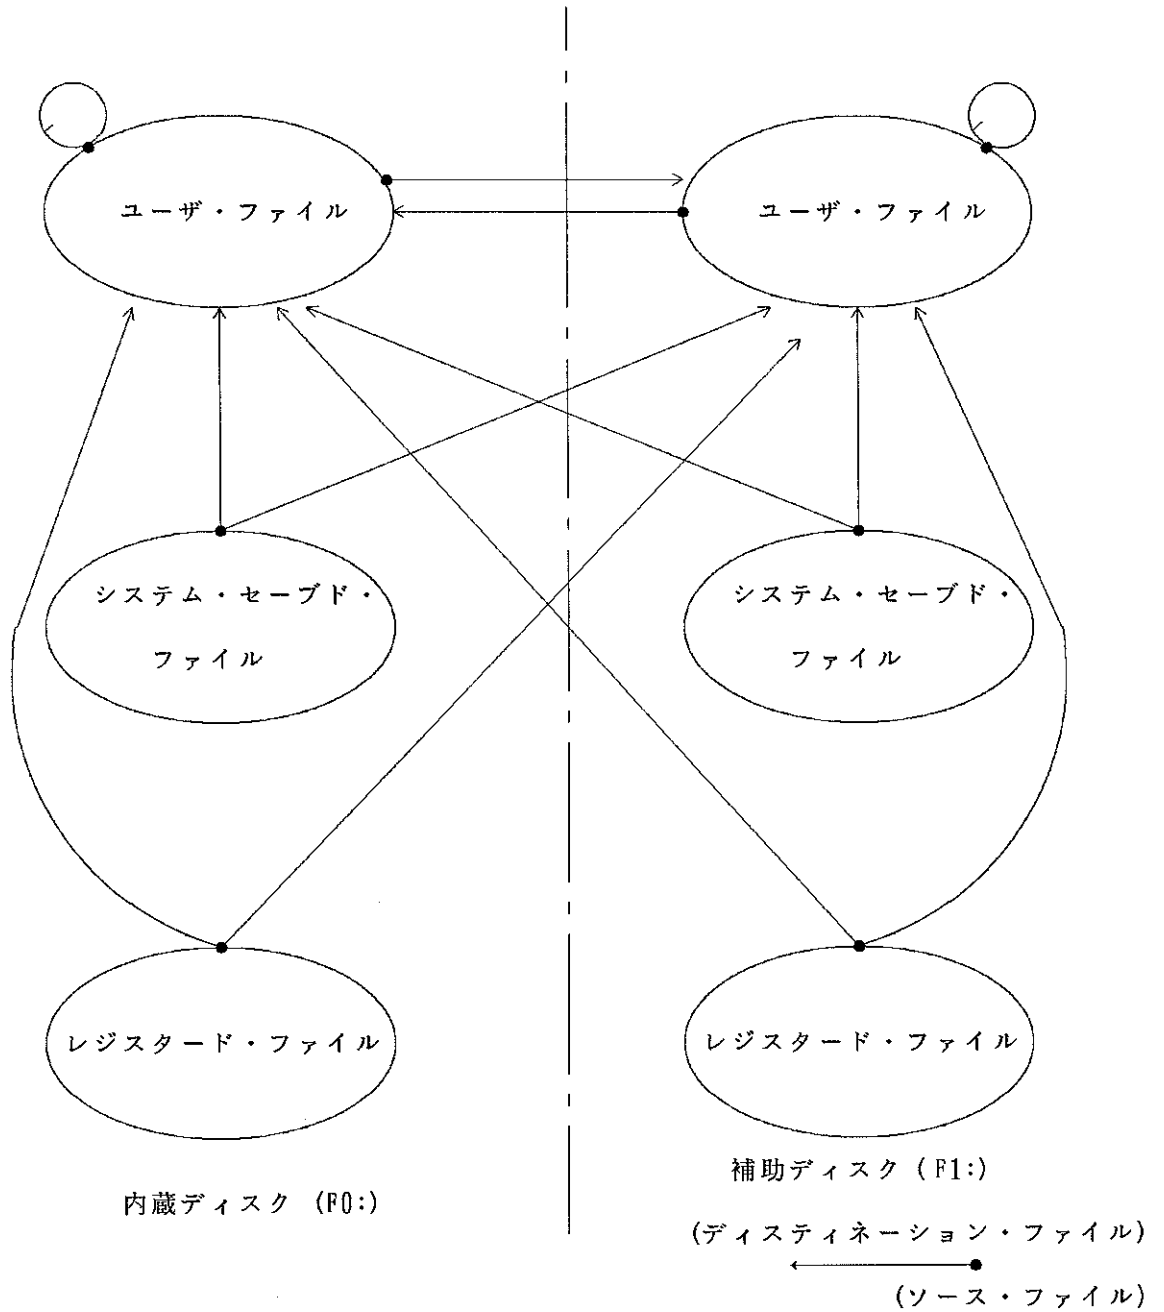 ユーザ・ファイル
ユーザ・ファイル
システム・セーブド・
ファイル
システム・セーブド・
ファイル
レジスタード・ファイル
レジスタード・ファイル
内蔵ディスク (F0:)
補助ディスク (F1:)
(ディスティネーション・ファイル)
(ソース・ファイル)